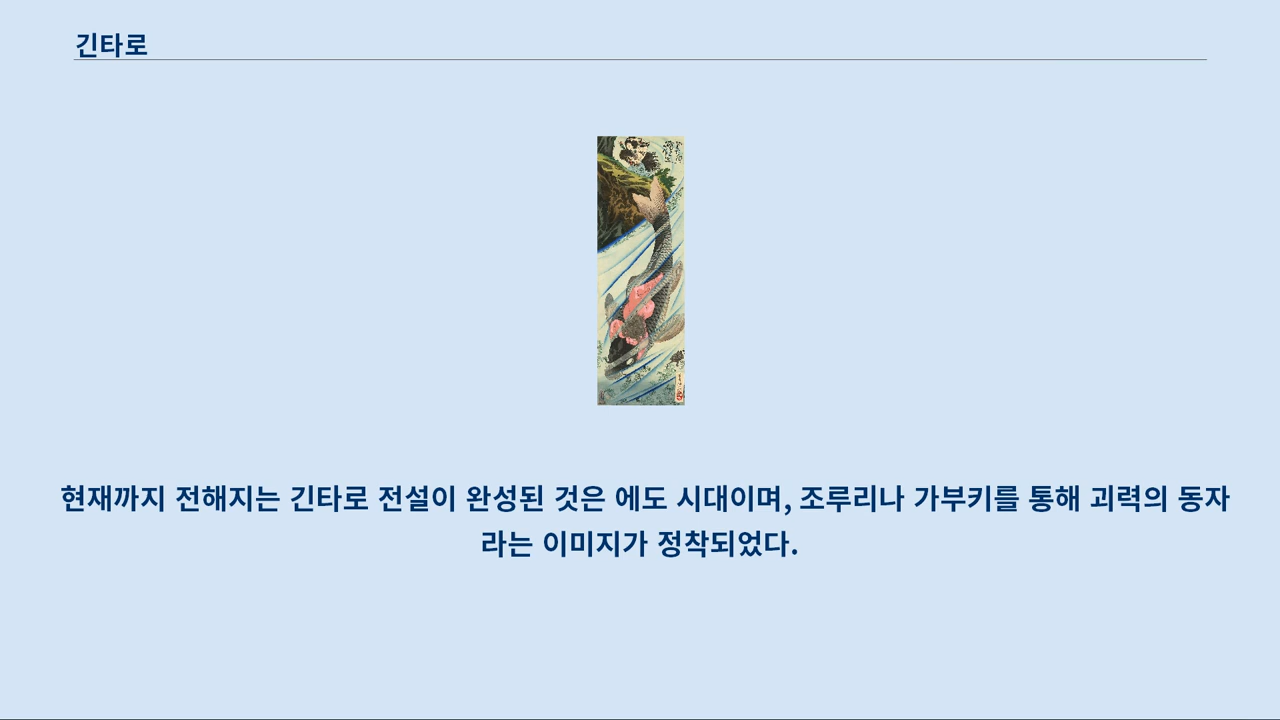 긴타로
현재까지 전해지는 긴타로 전설이 완성된 것은 에도 시대이며, 조루리나 가부키를 통해 괴력의 동자
라는 이미지가 정착되었다.